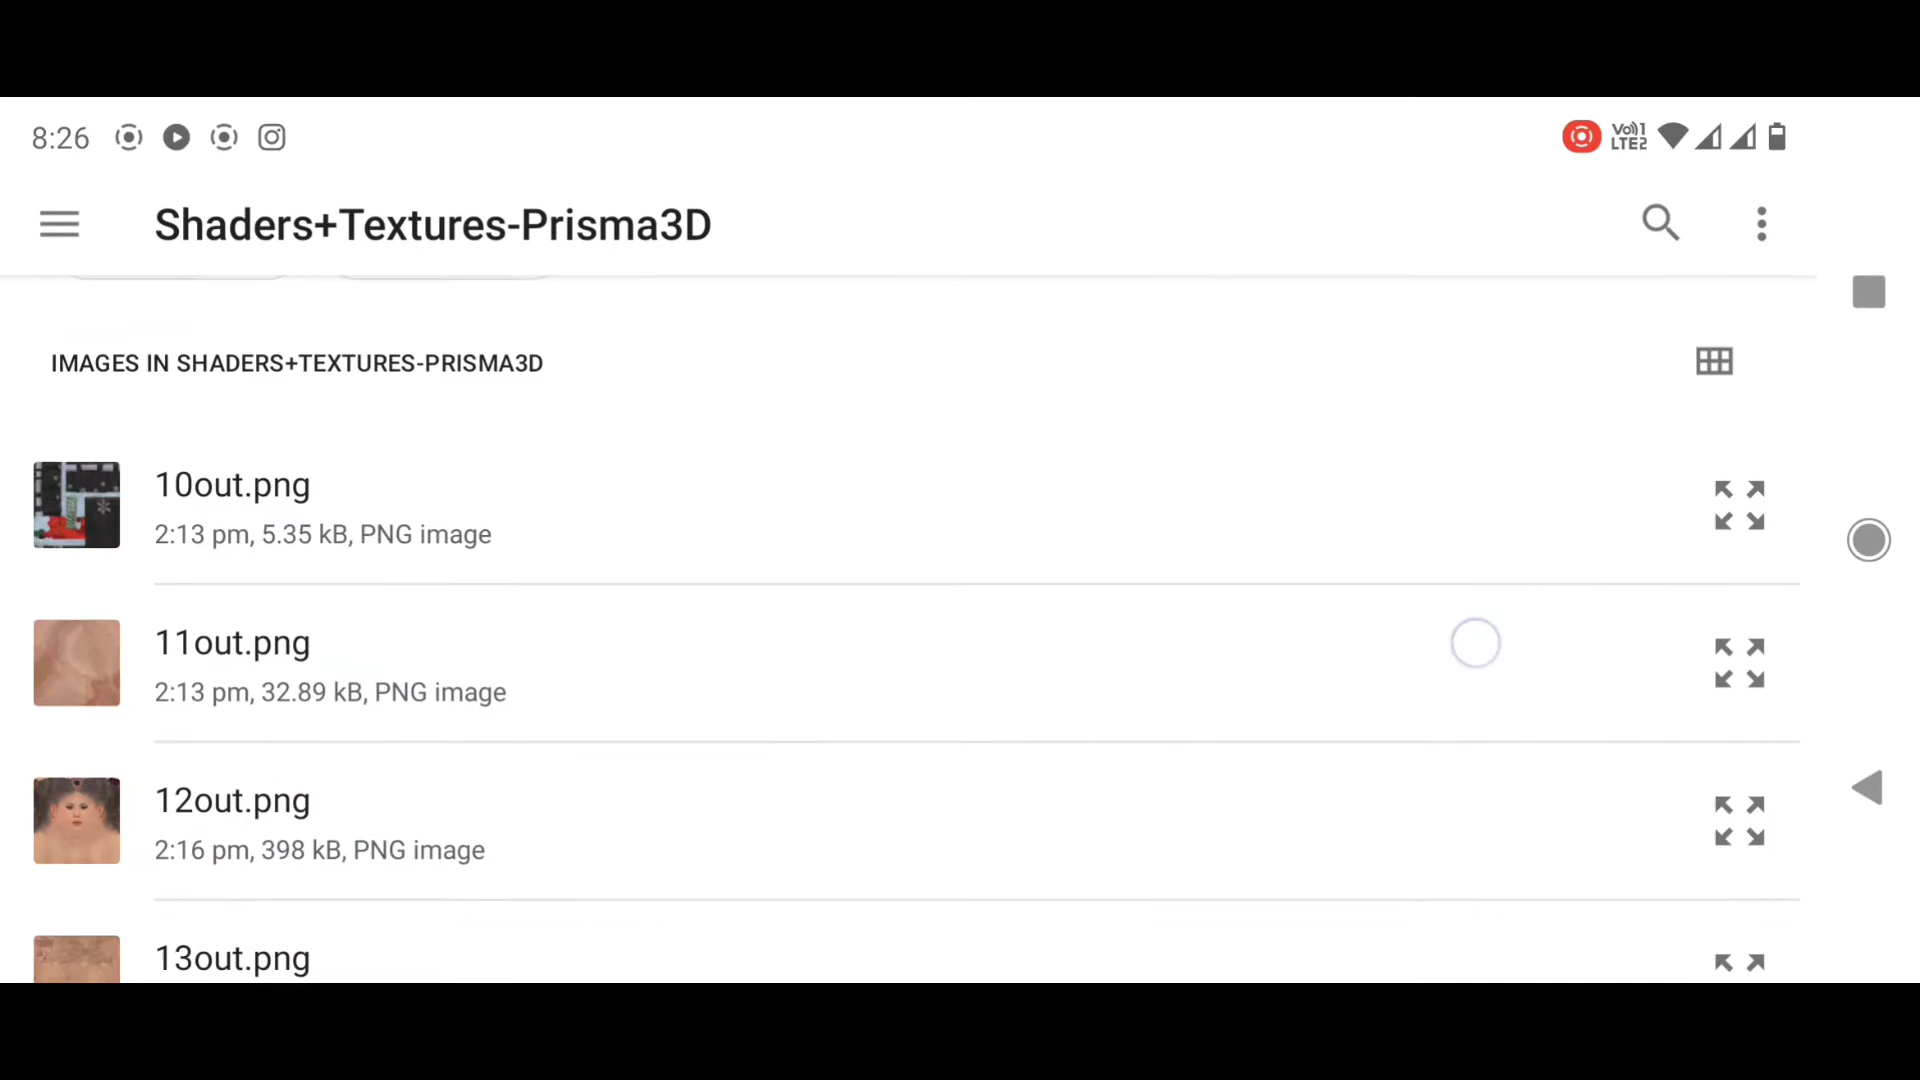 8:26
Vo))1
LTE2
Shaders+Textures-Prisma3D
IMAGES IN SHADERS+TEXTURES-PRISMA3D
10out.png
2:13 pm, 5.35 kB, PNG image
11out.png
2:13 pm, 32.89 kB, PNG image
12out.png
2:16 pm, 398 kB, PNG image
13out.png